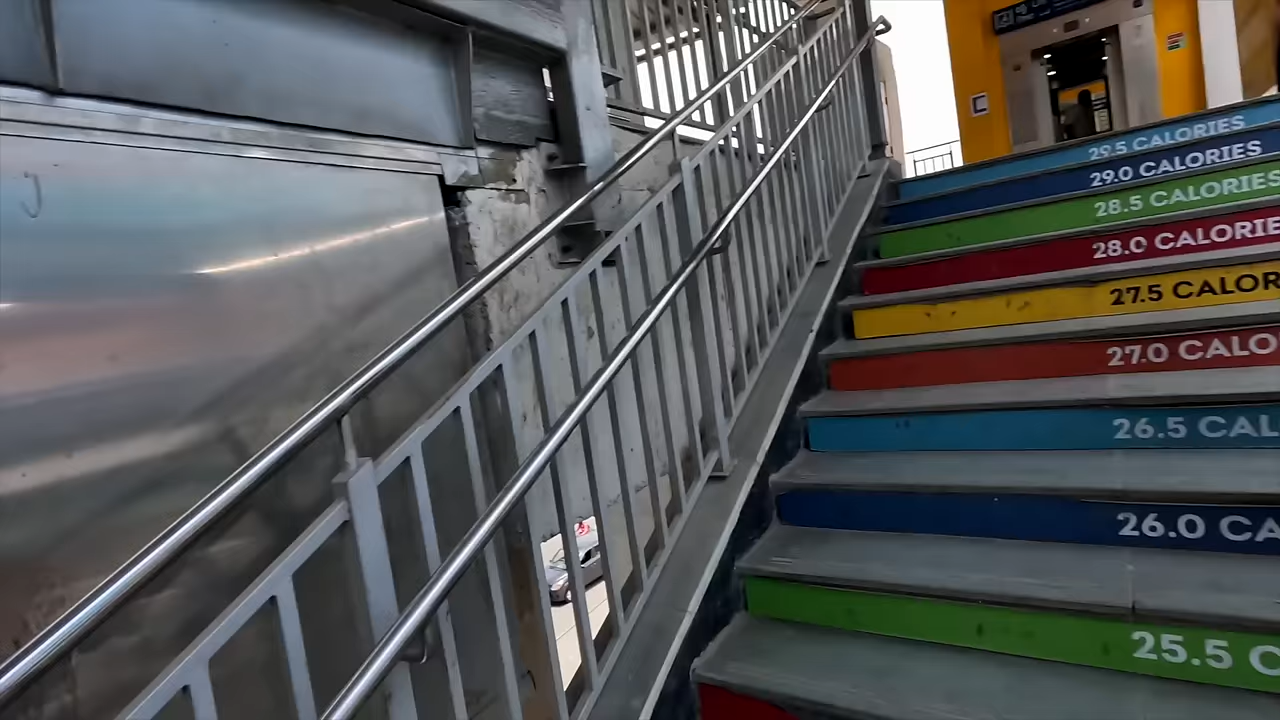 29.5 CALORIES
29.0 CALORIES
28.5 CALORIES
28.0 CALORIE
27.5 CALOR
27.0 CALO
26.5 CAL
26.0 CA
25.5 C